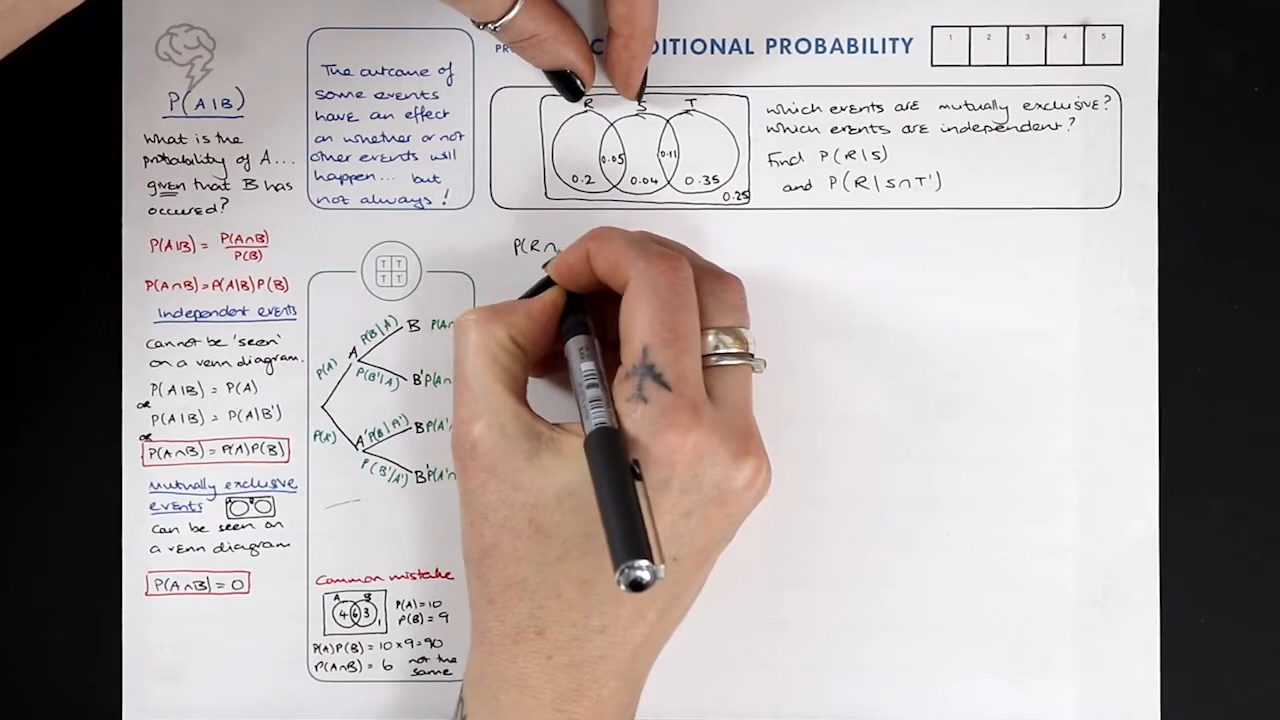 P(A|B)
What is the
probability of A...
given that B has
occured?
P(A|B) = P(A∩B)
P(B)
P(A∩B)=P(A|B)P(B)
Independent events
cannot be 'seen'
on a venn diagram.
P(A|B) = P(A)
or
P(A|B) = P(A|B')
or
P(A∩B) = P(A)P(B)
Mutually exclusive
events
can be seen on
a venn diagram
P(A∩B) = 0
The outcome of
some events
have an effect
on whether or not
other events will
happen... but
not always!
T T
T T
P(A) A P(B|A) B
P(B'|A) B'
P(A') A' P(B|A') B
P(B'|A') B'
Common mistake
A B
4 6 3 1
P(A)=10
P(B)=9
P(A)P(B) = 10 x 9 = 90
P(A∩B) = 6 not the
same
DITIONAL PROBABILITY
1 2 3 4 5
R S T
0.05 0.11
0.2 0.04 0.35
0.25
which events are mutually exclusive?
which events are independent?
Find P(R|S)
and P(R|S∩T')
P(R∩